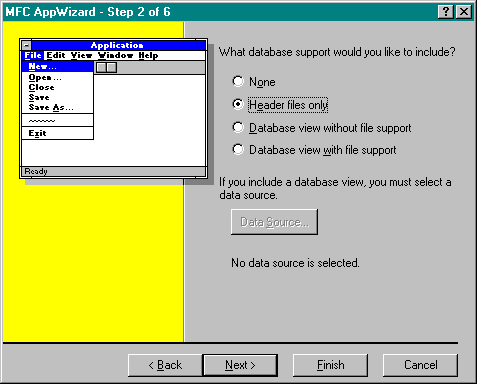 MFC AppWizard - Step 2 of 6
Application
File Edit View Window Help
New...
Open...
Close
Save
Save As...
Exit
Ready
What database support would you like to include?
None
Header files only
Database view without file support
Database view with file support
If you include a database view, you must select a
data source.
Data Source...
No data source is selected.
< Back Next > Finish Cancel